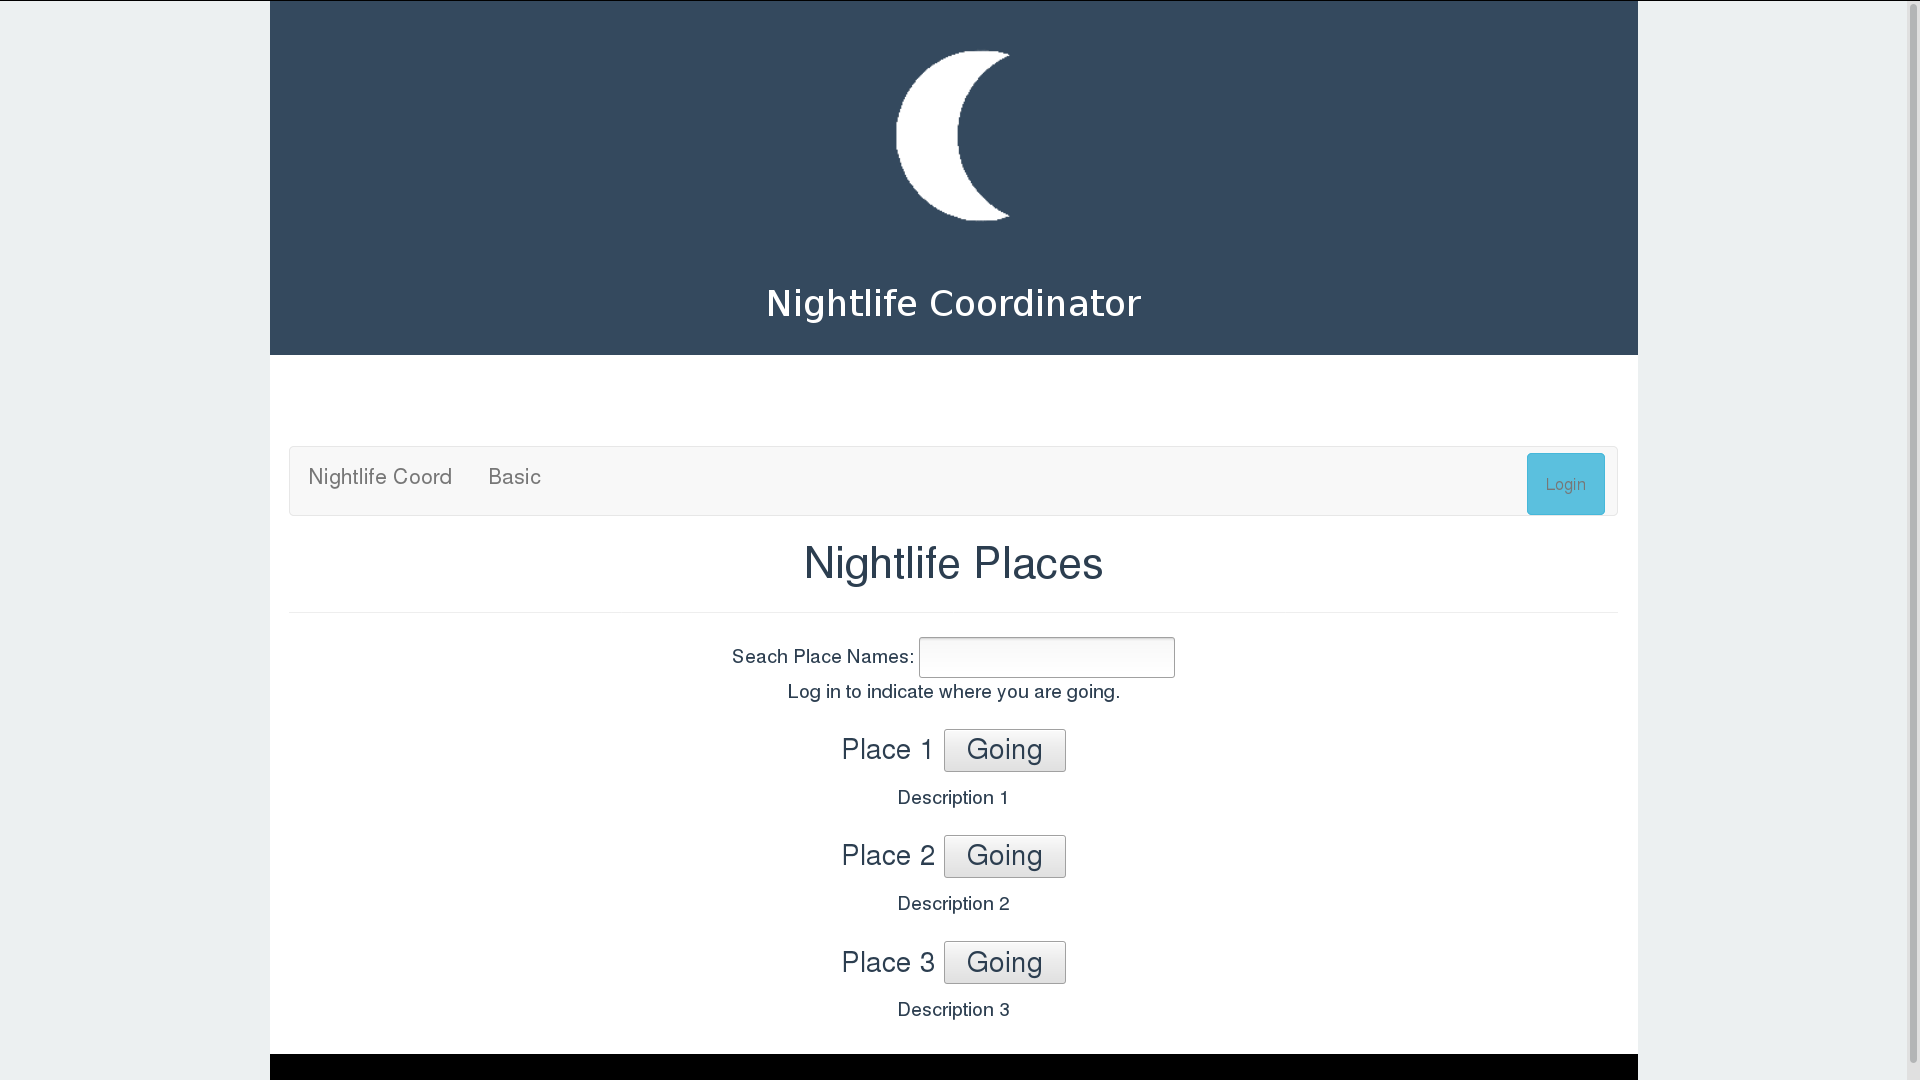 Nightlife Coordinator
Nightlife Coord Basic Login
Nightlife Places
Seach Place Names:
Log in to indicate where you are going.
Place 1 Going
Description 1
Place 2 Going
Description 2
Place 3 Going
Description 3